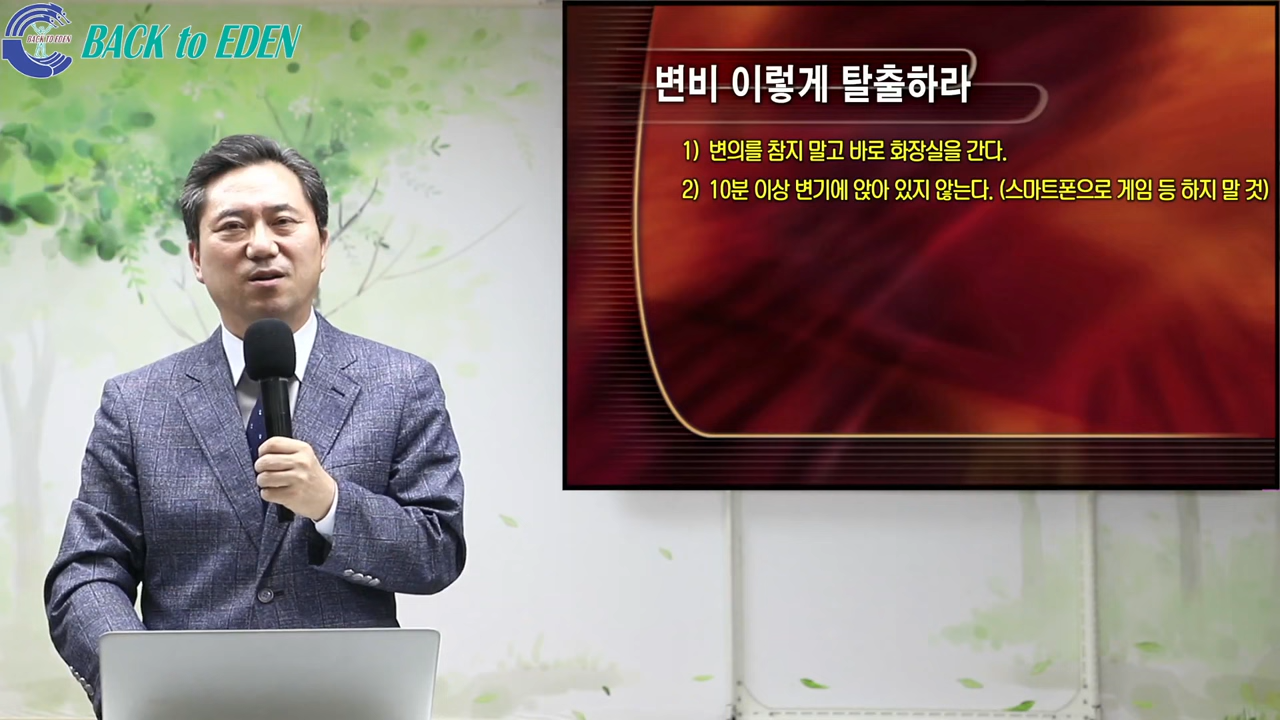 BACK TO EDEN
BACK to EDEN
변비 이렇게 탈출하라
1) 변의를 참지 말고 바로 화장실을 간다.
2) 10분 이상 변기에 앉아 있지 않는다. (스마트폰으로 게임 등 하지 말 것)